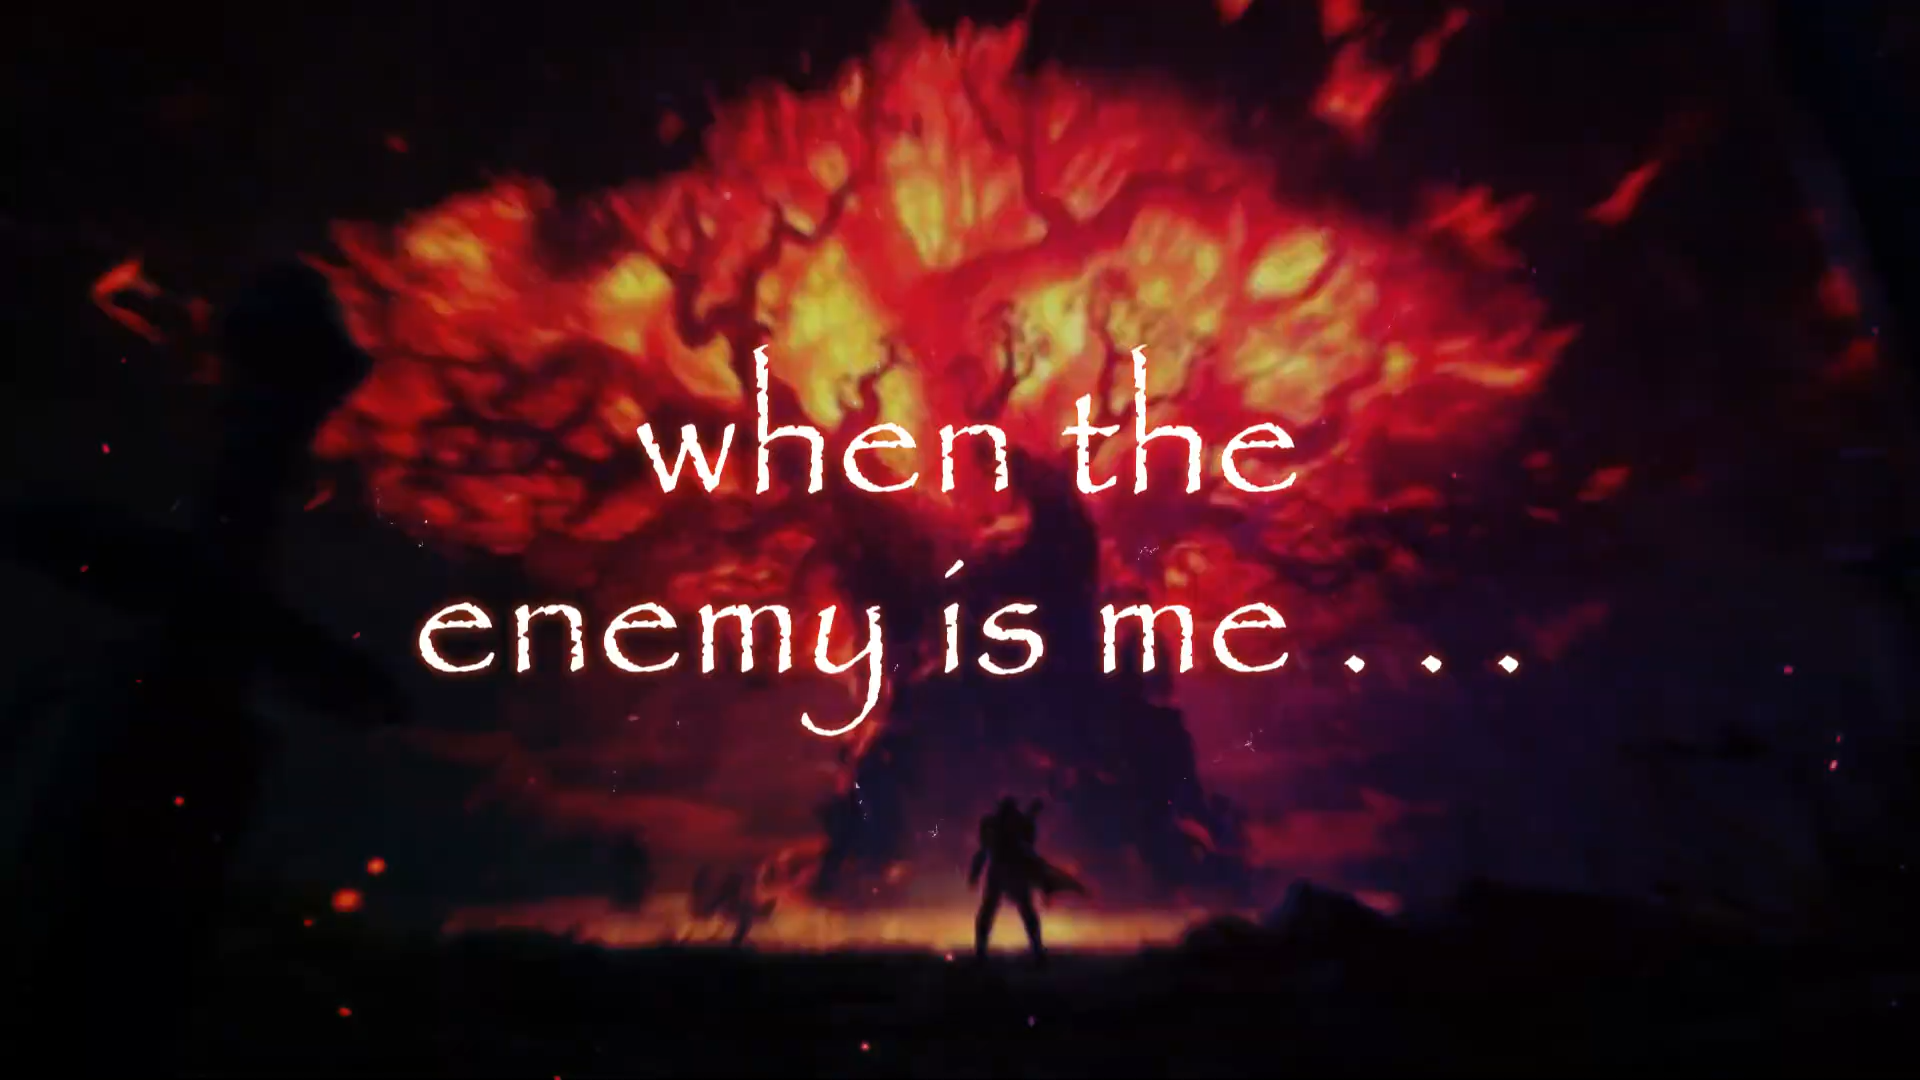 when the
enemy is me . . .